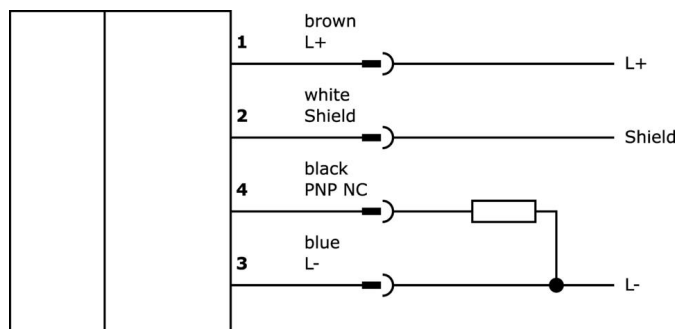 brown
1 L+
L+
white
2 Shield
Shield
black
4 PNP NC
blue
3 L-
L-